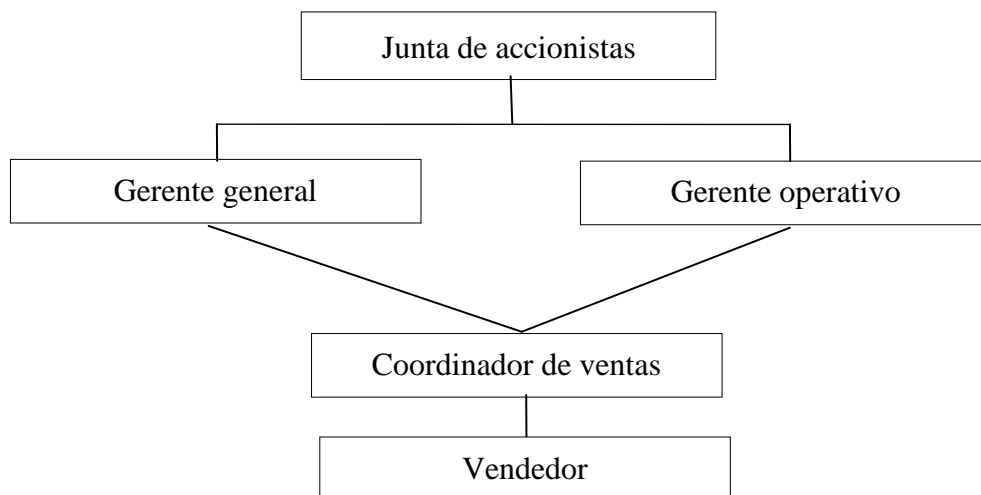 Junta de accionistas
Gerente general
Gerente operativo
Coordinador de ventas
Vendedor